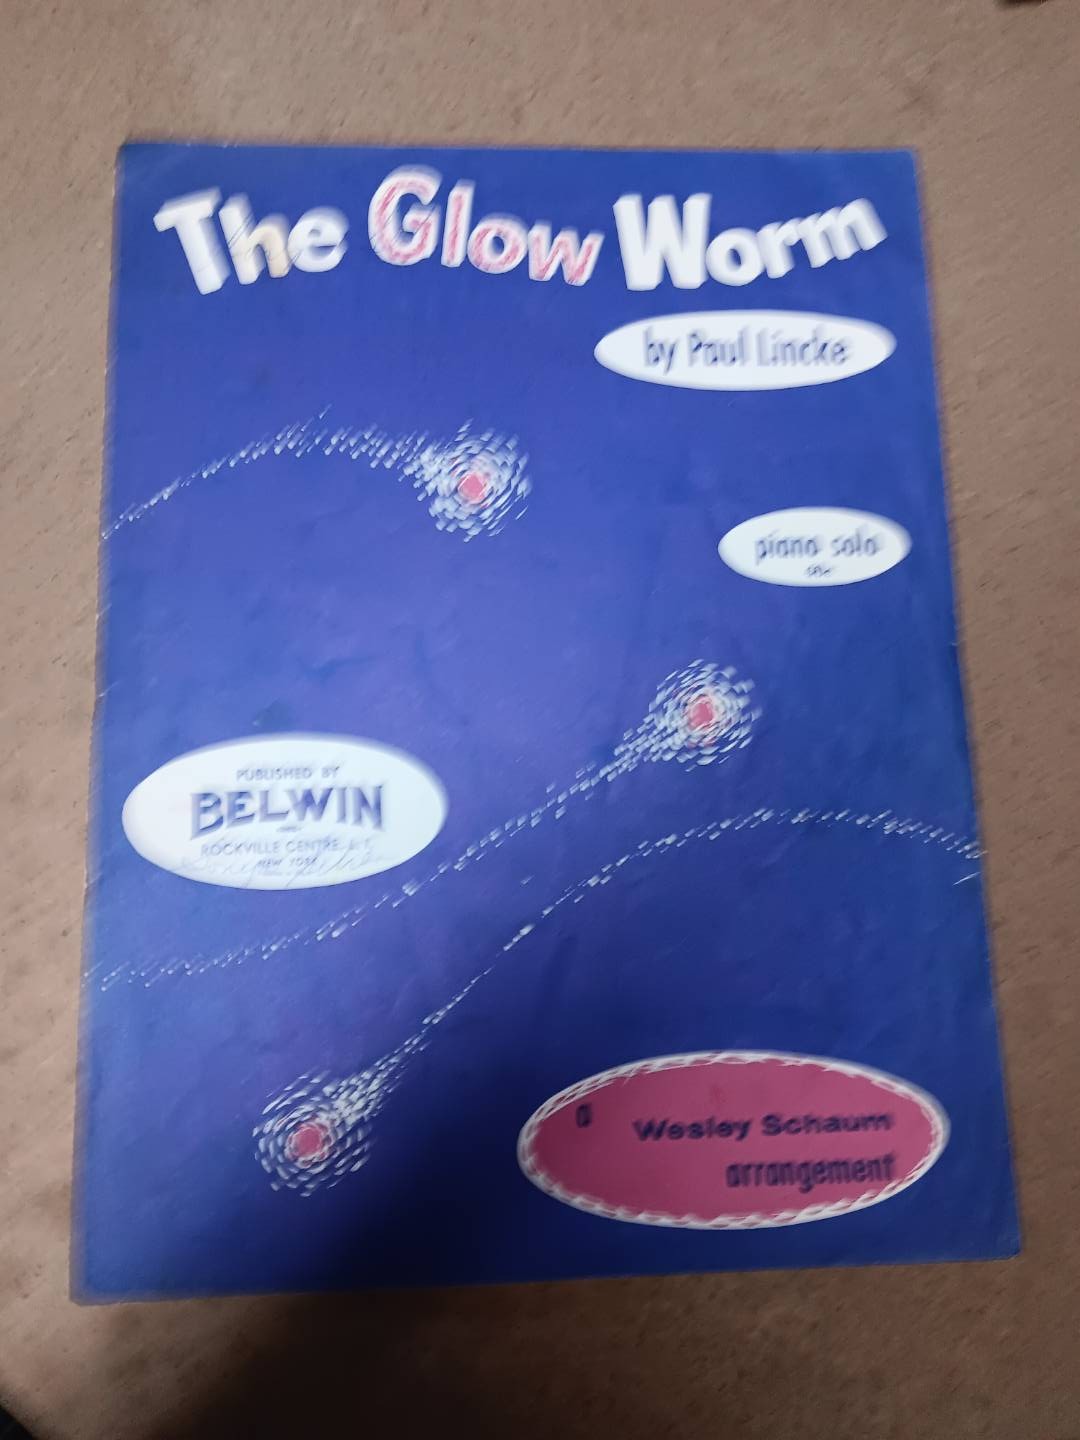 The Glow Worm
by Paul Lincke
piano solo
PUBLISHED BY
BELWIN
ROCKVILLE CENTRE, L. I.
NEW YORK
a
Wesley Schaum
arrangement